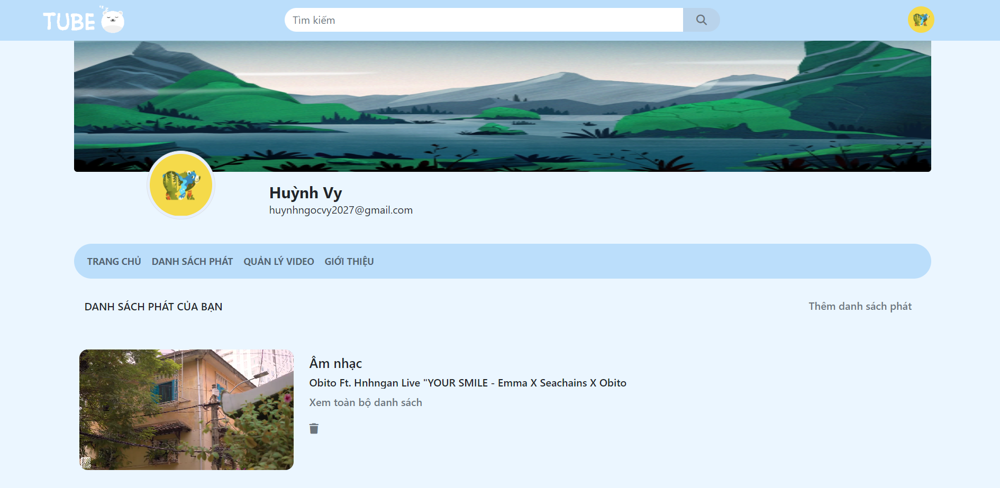 TUBE
Tìm kiếm
Huỳnh Vy
huynhngocvy2027@gmail.com
TRANG CHỦ DANH SÁCH PHÁT QUẢN LÝ VIDEO GIỚI THIỆU
DANH SÁCH PHÁT CỦA BẠN
Thêm danh sách phát
Âm nhạc
Obito Ft. Hnhngan Live "YOUR SMILE - Emma X Seachains X Obito
Xem toàn bộ danh sách